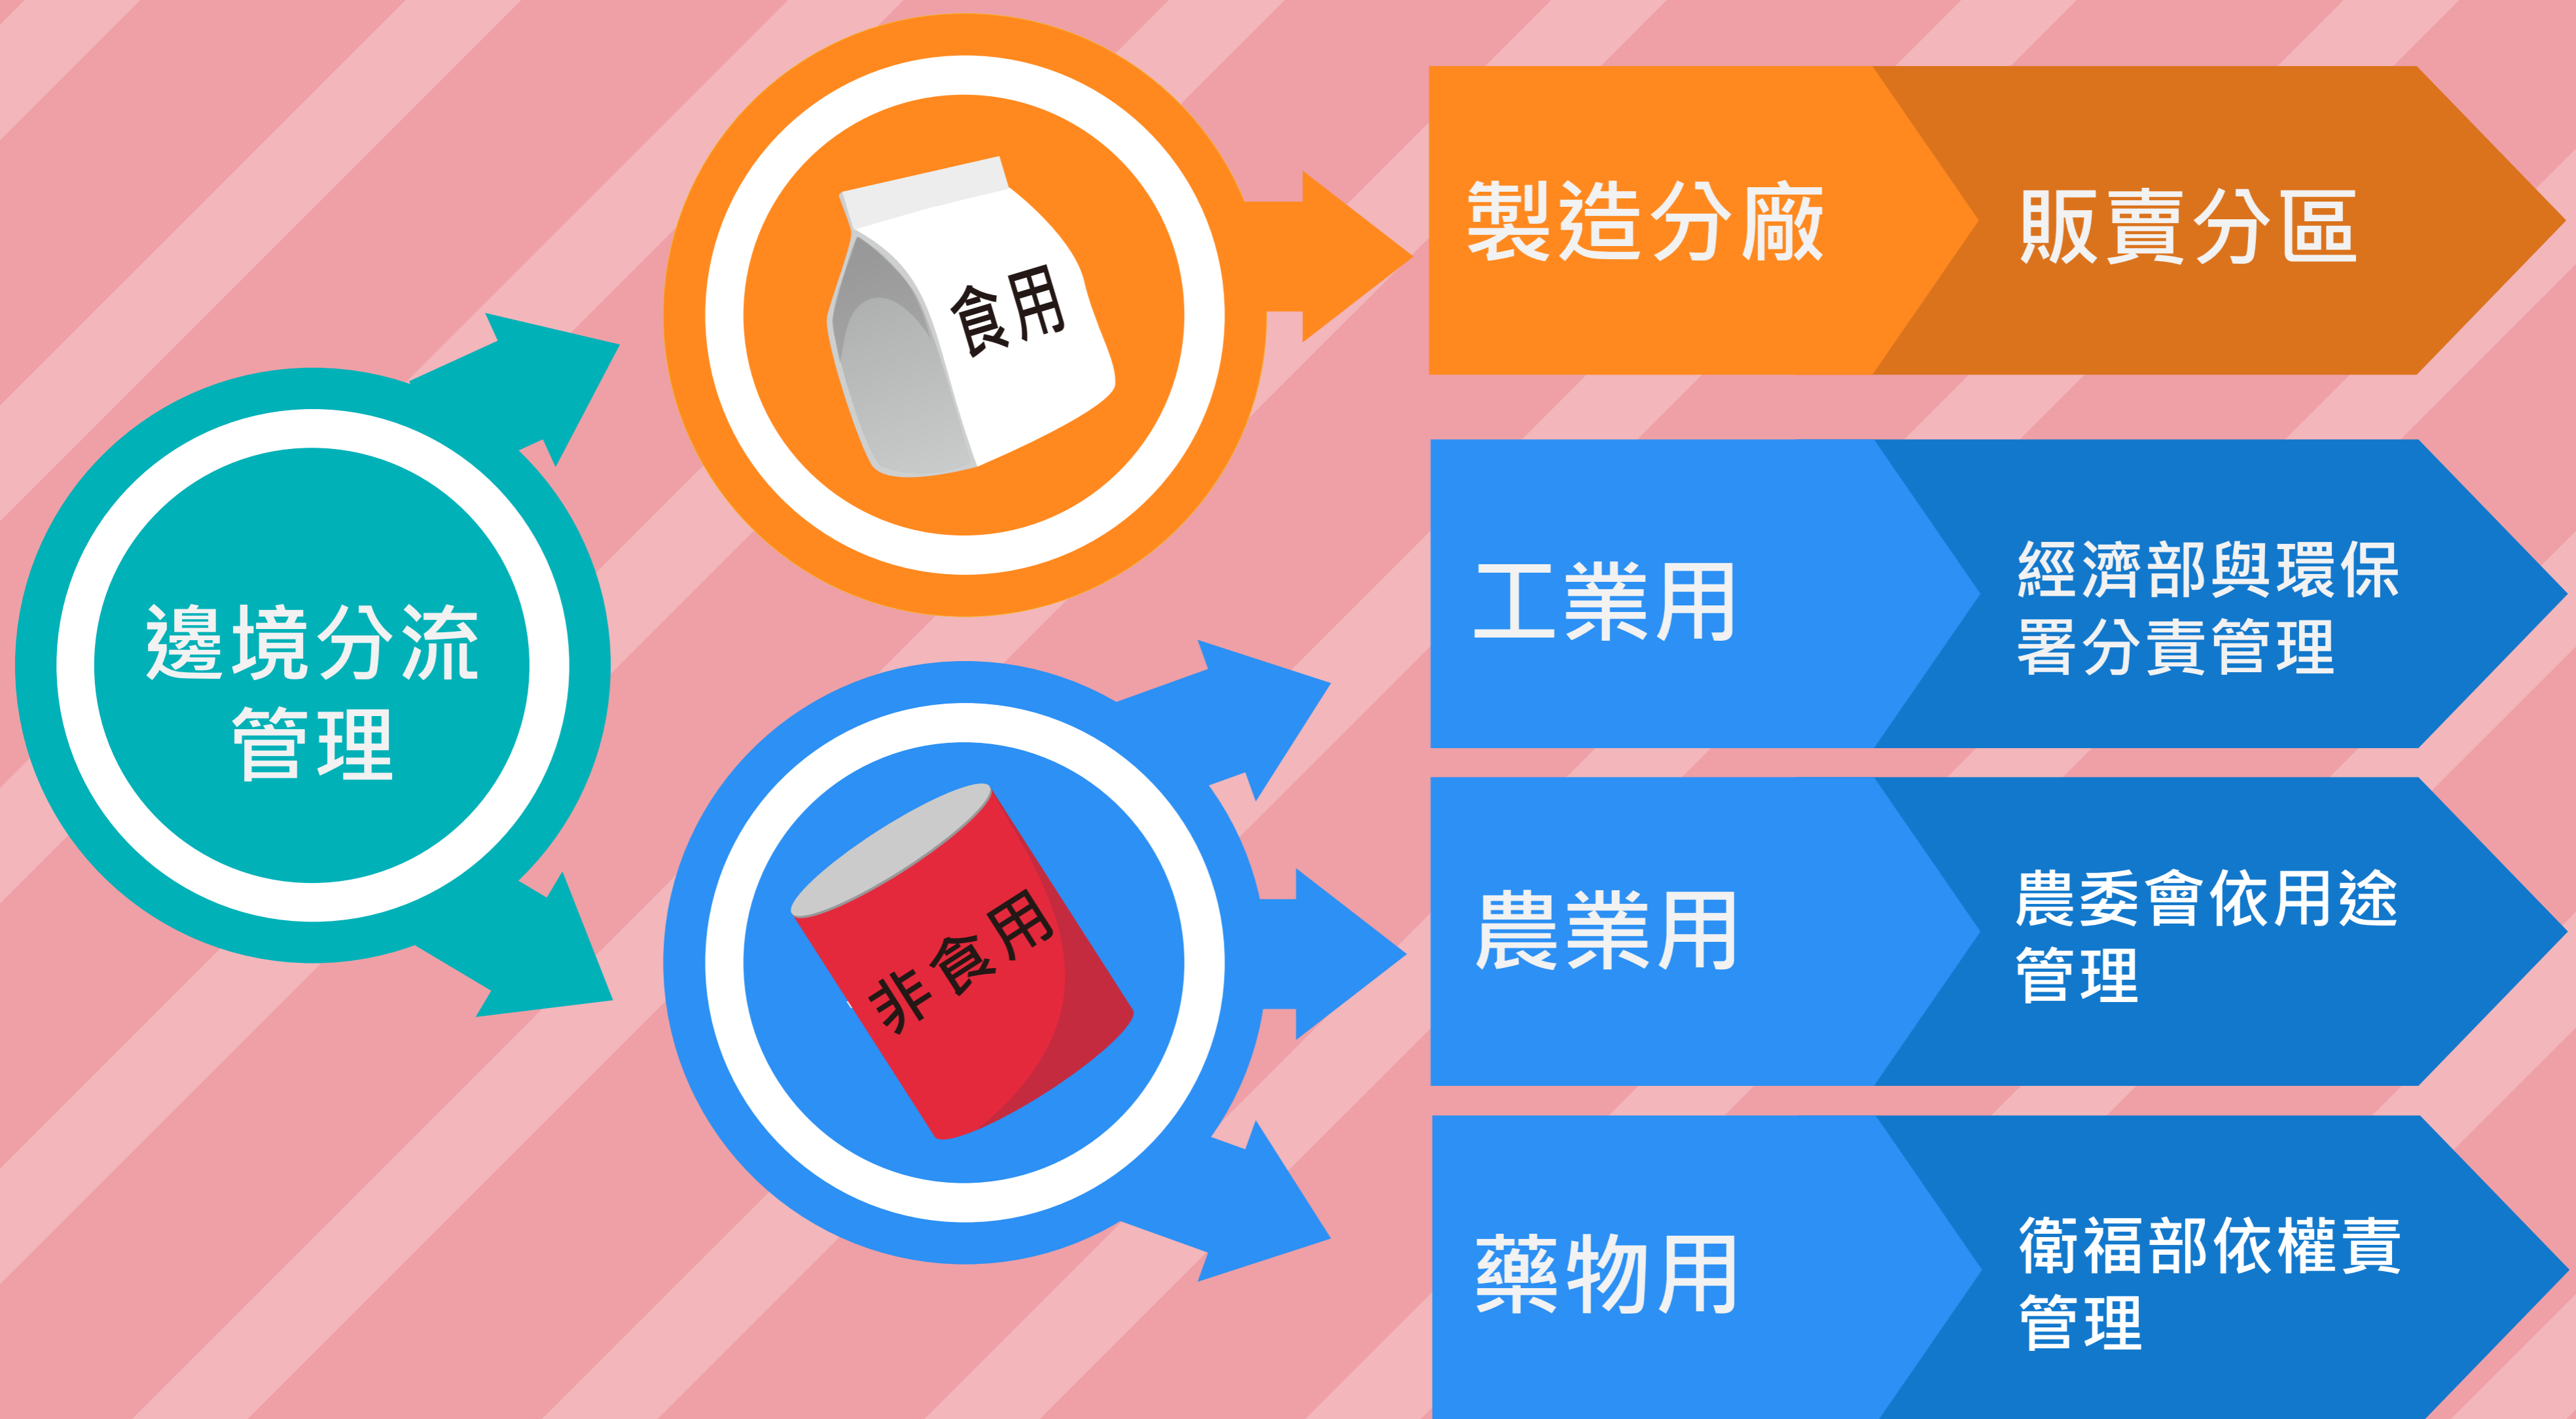 邊境分流
管理
食用
製造分廠
販賣分區
非食用
工業用
經濟部與環保
署分責管理
農業用
農委會依用途
管理
藥物用
衛福部依權責
管理